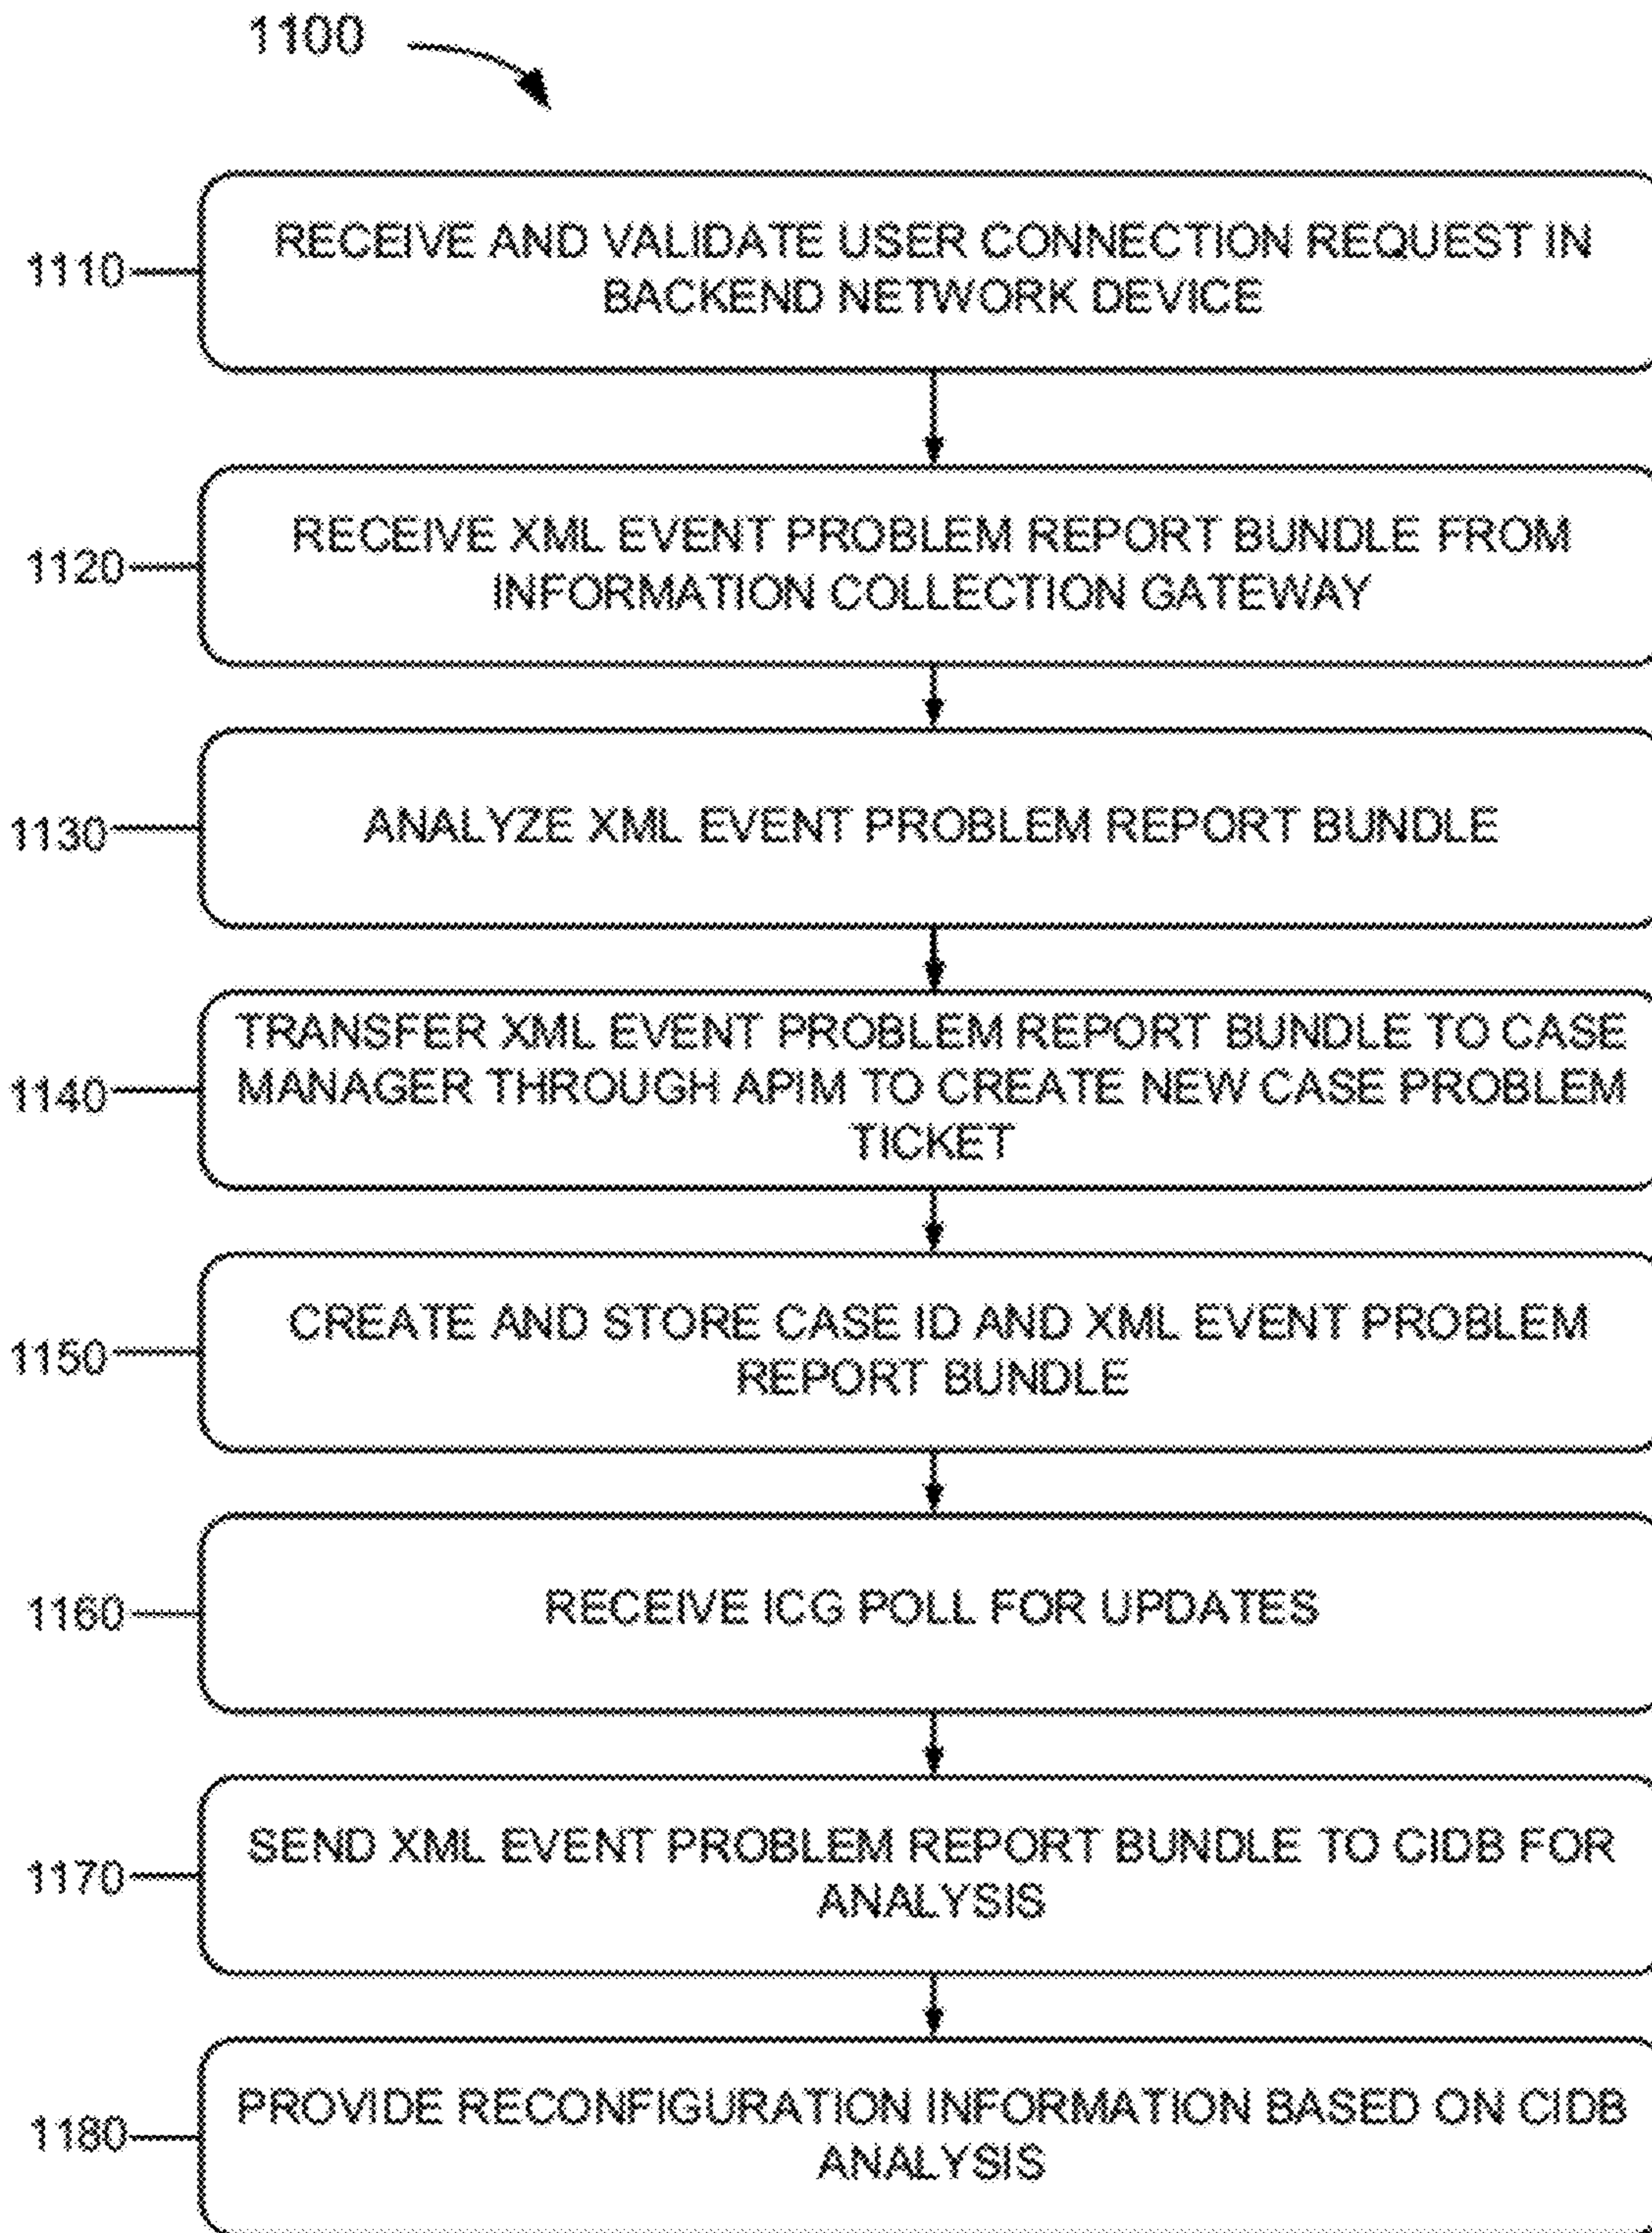 1100
1110
RECEIVE AND VALIDATE USER CONNECTION REQUEST IN
BACKEND NETWORK DEVICE
1120
RECEIVE XML EVENT PROBLEM REPORT BUNDLE FROM
INFORMATION COLLECTION GATEWAY
1130
ANALYZE XML EVENT PROBLEM REPORT BUNDLE
1140
TRANSFER XML EVENT PROBLEM REPORT BUNDLE TO CASE
MANAGER THROUGH APIM TO CREATE NEW CASE PROBLEM
TICKET
1150
CREATE AND STORE CASE ID AND XML EVENT PROBLEM
REPORT BUNDLE
1160
RECEIVE ICG POLL FOR UPDATES
1170
SEND XML EVENT PROBLEM REPORT BUNDLE TO CIDB FOR
ANALYSIS
1180
PROVIDE RECONFIGURATION INFORMATION BASED ON CIDB
ANALYSIS